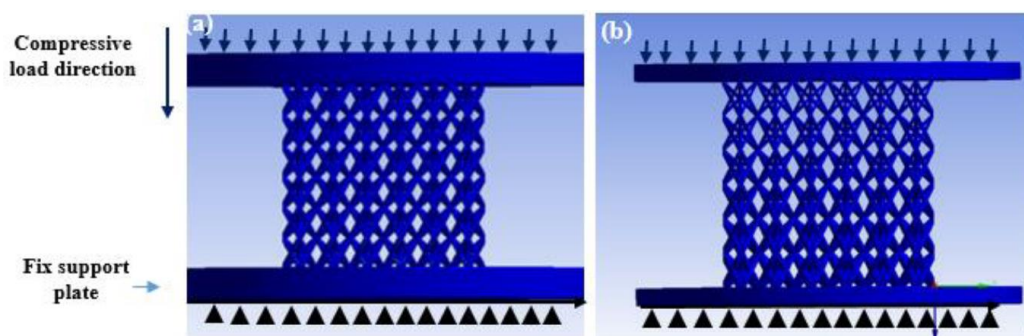 Compressive
load direction
(a)
(b)
Fix support
plate